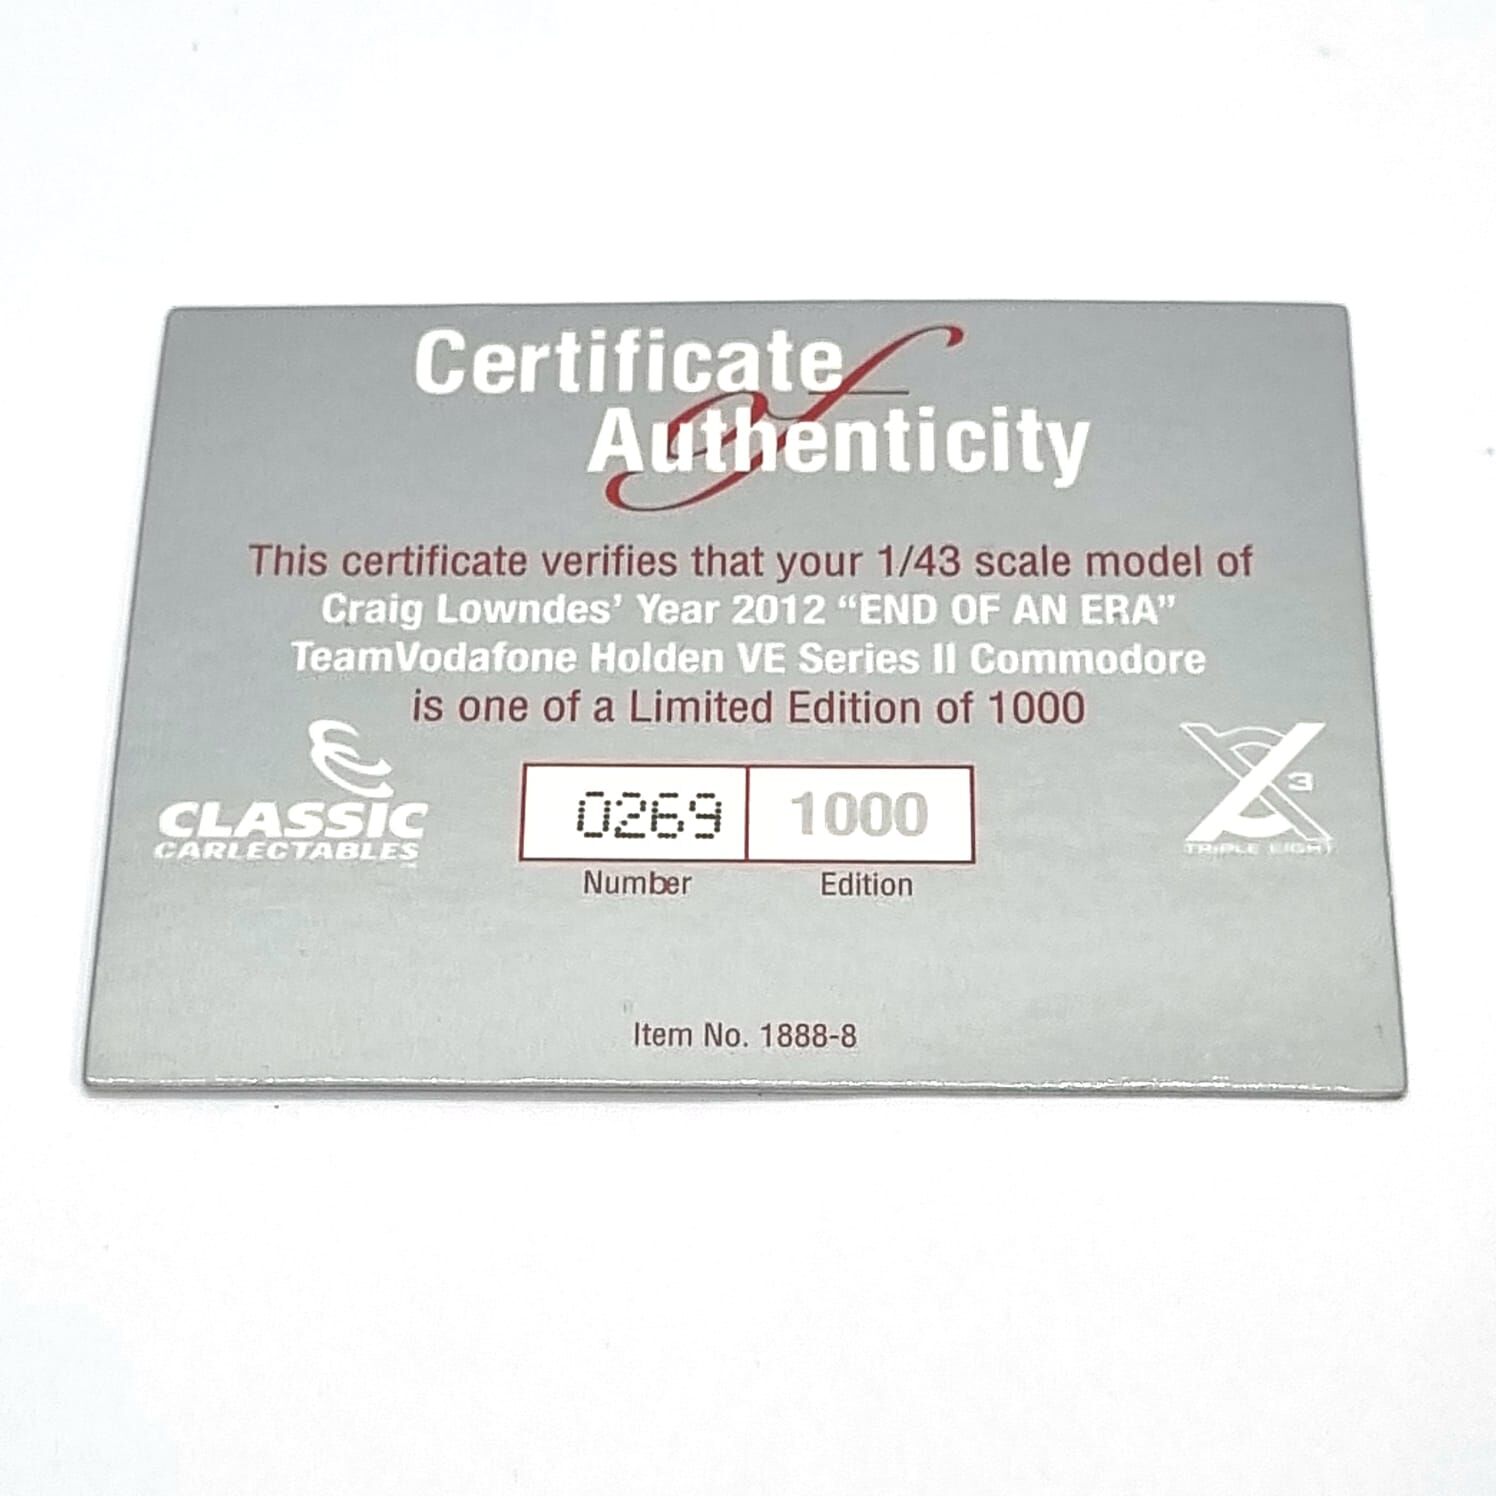 Certificate
of
Authenticity
This certificate verifies that your 1/43 scale model of
Craig Lowndes’ Year 2012 “END OF AN ERA”
TeamVodafone Holden VE Series II Commodore
is one of a Limited Edition of 1000
CLASSIC
CARLECTABLES
™
0269 1000
Number Edition
X3
TRIPLE EIGHT
Item No. 1888-8